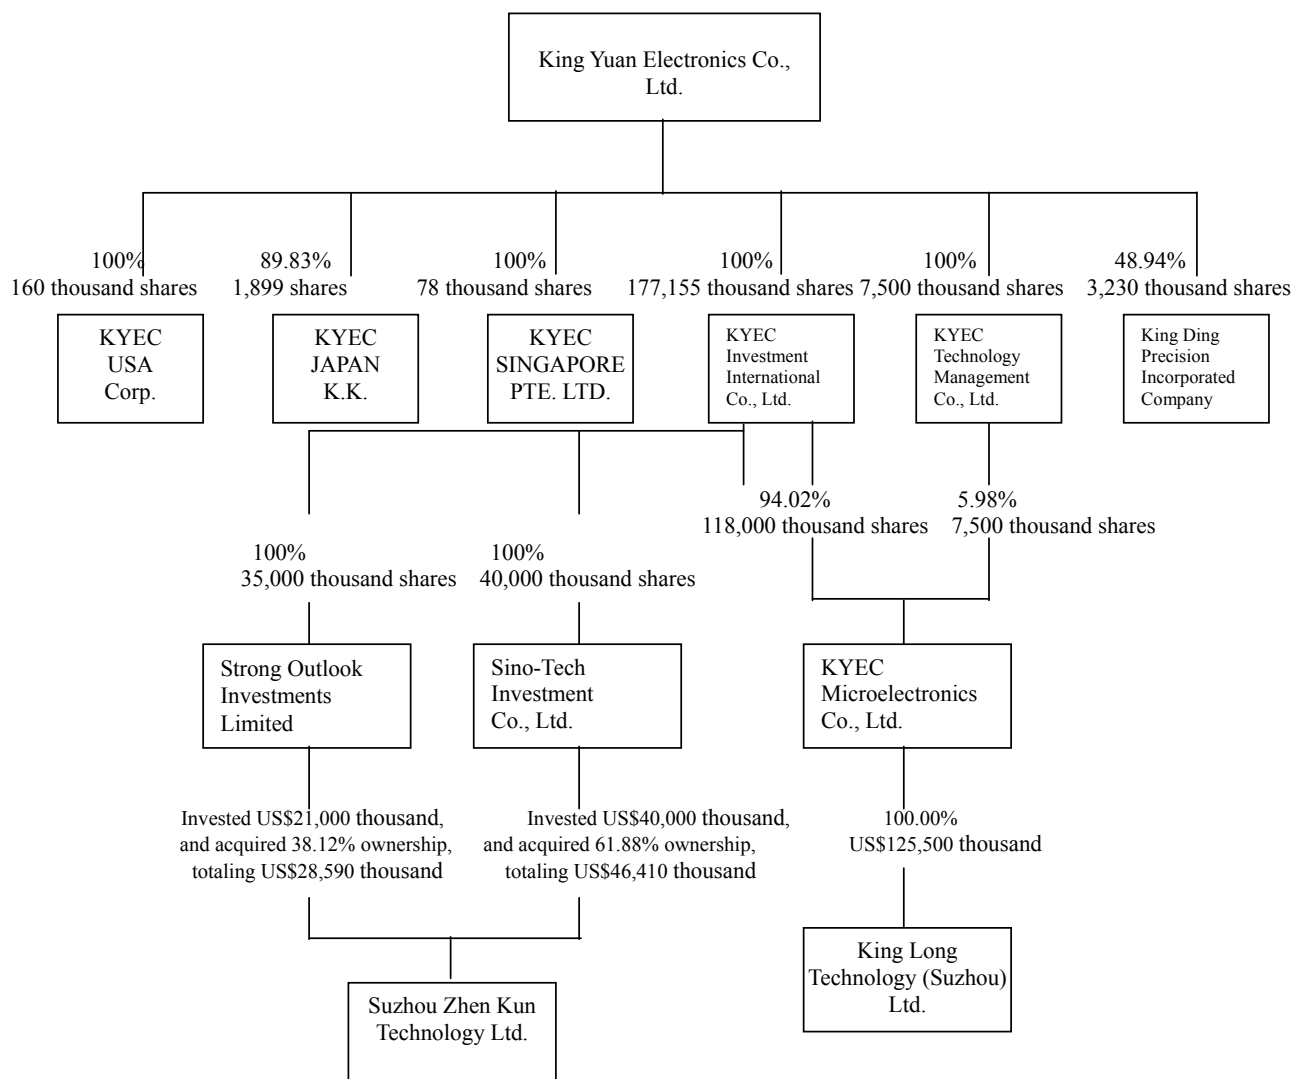 King Yuan Electronics Co.,
Ltd.
100%
160 thousand shares
89.83%
1,899 shares
100%
78 thousand shares
100%
177,155 thousand shares
100%
7,500 thousand shares
48.94%
3,230 thousand shares
KYEC
USA
Corp.
KYEC
JAPAN
K.K.
KYEC
SINGAPORE
PTE. LTD.
KYEC
Investment
International
Co., Ltd.
KYEC
Technology
Management
Co., Ltd.
King Ding
Precision
Incorporated
Company
94.02%
118,000 thousand shares
5.98%
7,500 thousand shares
100%
35,000 thousand shares
100%
40,000 thousand shares
Strong Outlook
Investments
Limited
Sino-Tech
Investment
Co., Ltd.
KYEC
Microelectronics
Co., Ltd.
Invested US$21,000 thousand,
and acquired 38.12% ownership,
totaling US$28,590 thousand
Invested US$40,000 thousand,
and acquired 61.88% ownership,
totaling US$46,410 thousand
100.00%
US$125,500 thousand
King Long
Technology (Suzhou)
Ltd.
Suzhou Zhen Kun
Technology Ltd.